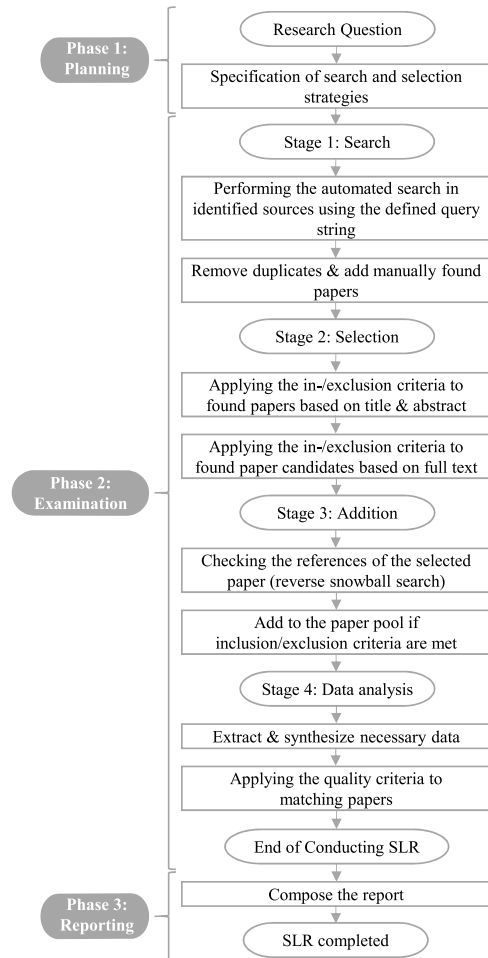 Phase 1:
Planning
Research Question
Specification of search and selection
strategies
Phase 2:
Examination
Stage 1: Search
Performing the automated search in
identified sources using the defined query
string
Remove duplicates & add manually found
papers
Stage 2: Selection
Applying the in-/exclusion criteria to
found papers based on title & abstract
Applying the in-/exclusion criteria to
found paper candidates based on full text
Stage 3: Addition
Checking the references of the selected
paper (reverse snowball search)
Add to the paper pool if
inclusion/exclusion criteria are met
Stage 4: Data analysis
Extract & synthesize necessary data
Applying the quality criteria to
matching papers
End of Conducting SLR
Phase 3:
Reporting
Compose the report
SLR completed